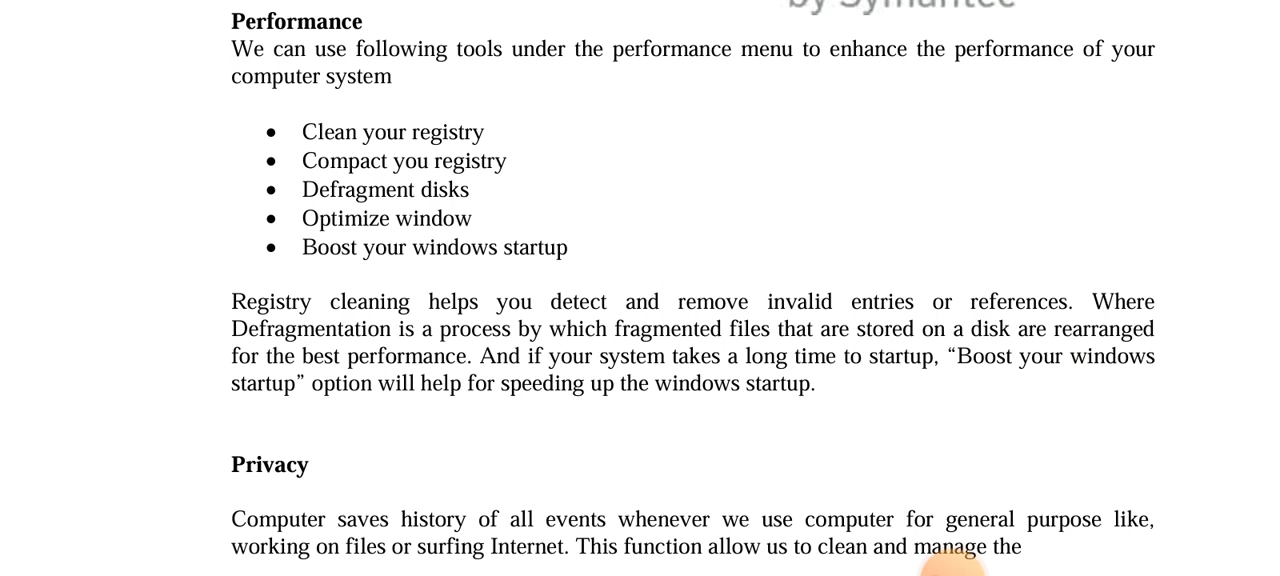 by Symantec
Performance
We can use following tools under the performance menu to enhance the performance of your
computer system
• Clean your registry
• Compact you registry
• Defragment disks
• Optimize window
• Boost your windows startup
Registry cleaning helps you detect and remove invalid entries or references. Where
Defragmentation is a process by which fragmented files that are stored on a disk are rearranged
for the best performance. And if your system takes a long time to startup, “Boost your windows
startup” option will help for speeding up the windows startup.
Privacy
Computer saves history of all events whenever we use computer for general purpose like,
working on files or surfing Internet. This function allow us to clean and manage the